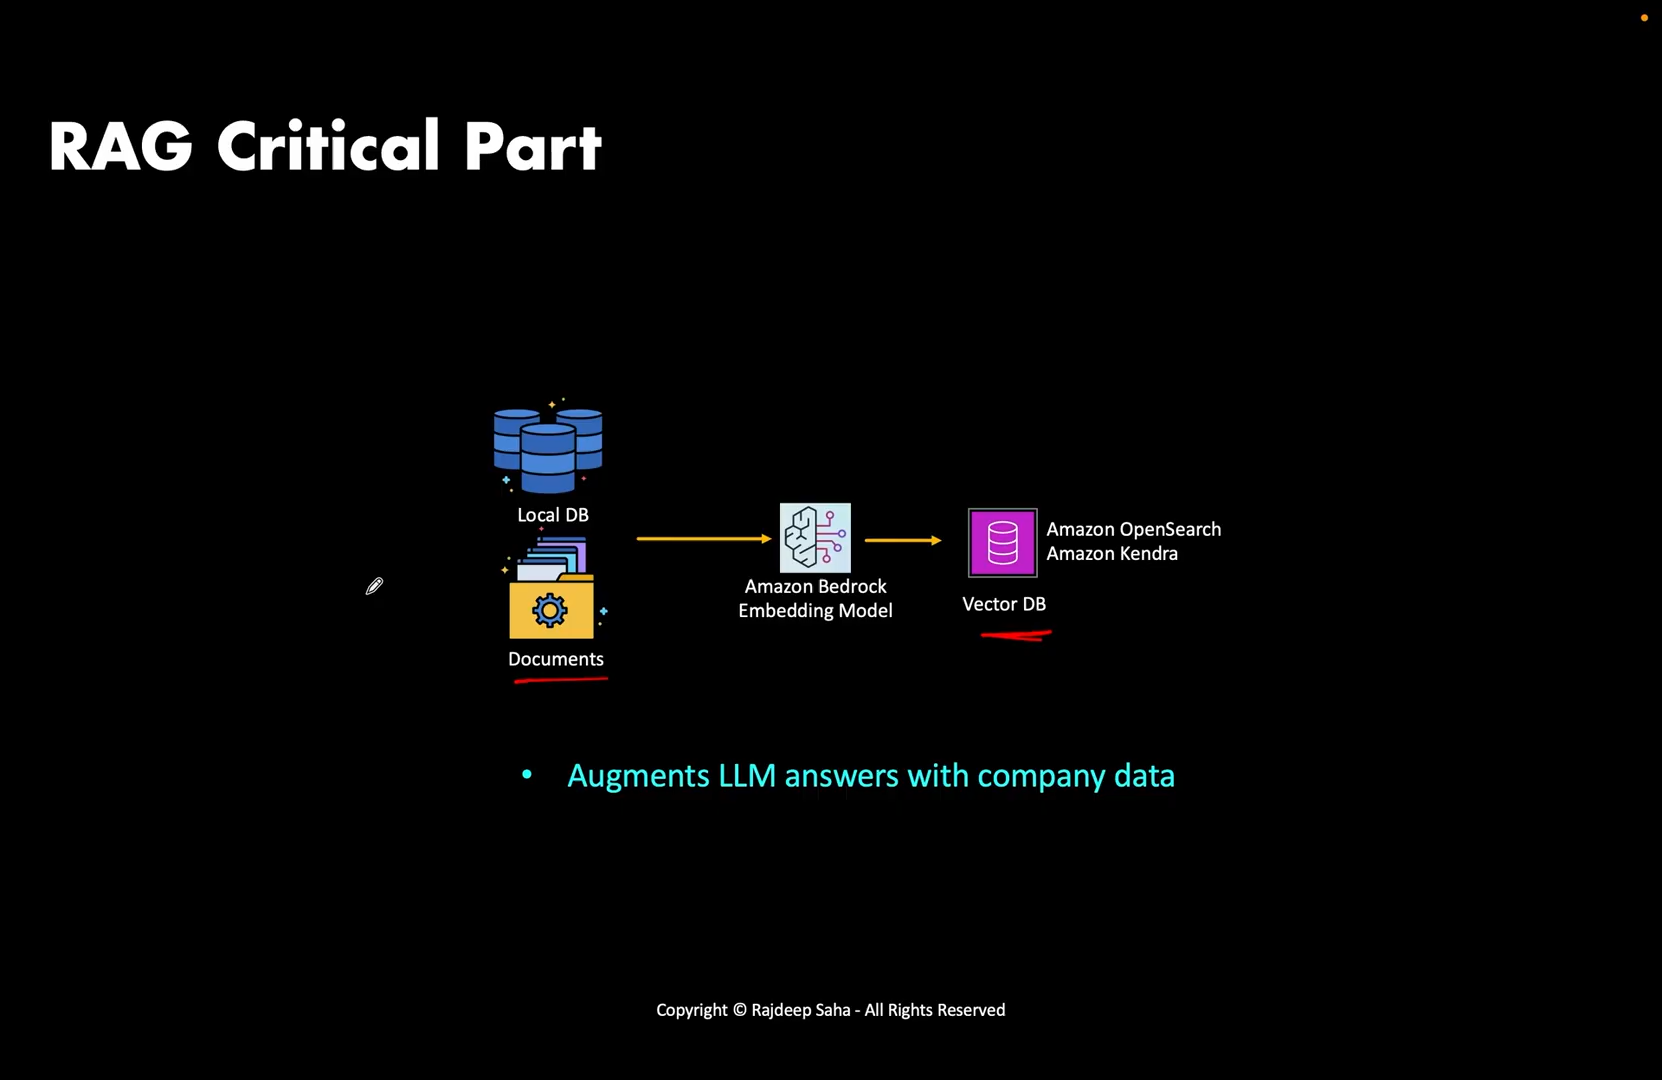 RAG Critical Part
Local DB
Documents
Amazon Bedrock
Embedding Model
Amazon OpenSearch
Amazon Kendra
Vector DB
• Augments LLM answers with company data
Copyright © Rajdeep Saha - All Rights Reserved